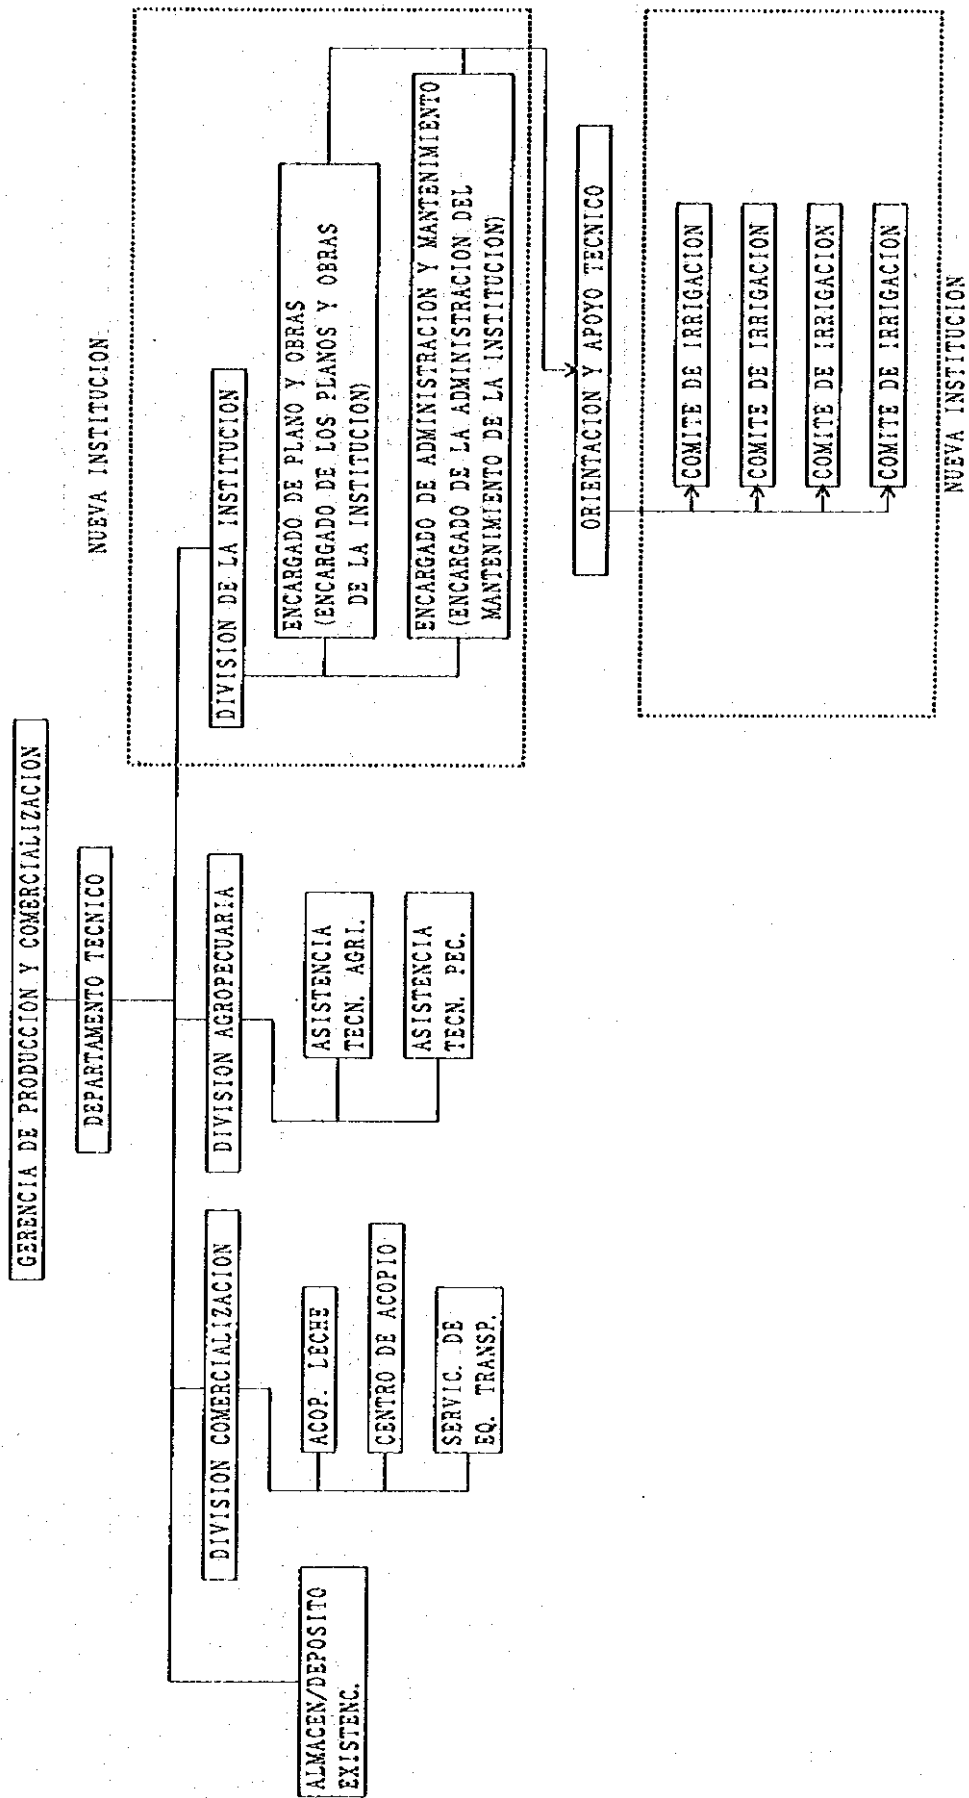 GERENCIA DE PRODUCCION Y COMERCIALIZACION
DEPARTAMENTO TECNICO
NUEVA INSTITUCION
ALMACEN/DEPOSITO
EXISTENC.
DIVISION COMERCIALIZACION
ACOP. LECHE
CENTRO DE ACOPIO
SERVIC. DE
EQ. TRANSP.
DIVISION AGROPECUARIA
ASISTENCIA
TECN. AGRI.
ASISTENCIA
TECN. PEC.
DIVISION DE LA INSTITUCION
ENCARGADO DE PLANO Y OBRAS
(ENCARGADO DE LOS PLANOS Y OBRAS
DE LA INSTITUCION)
ENCARGADO DE ADMINISTRACION Y MANTENIMIENTO
(ENCARGADO DE LA ADMINISTRACION DEL
MANTENIMIENTO DE LA INSTITUCION)
ORIENTACION Y APOYO TECNICO
COMITE DE IRRIGACION
COMITE DE IRRIGACION
COMITE DE IRRIGACION
COMITE DE IRRIGACION
NUEVA INSTITUCION